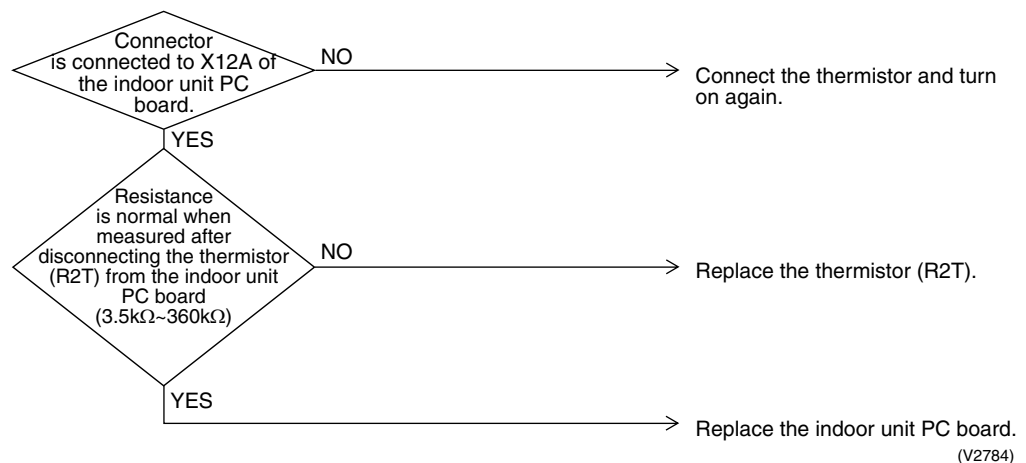 Connector
is connected to X12A of
the indoor unit PC
board.
NO
Connect the thermistor and turn
on again.
YES
Resistance
is normal when
measured after
disconnecting the thermistor
(R2T) from the indoor unit
PC board
(3.5kΩ~360kΩ)
NO
Replace the thermistor (R2T).
YES
Replace the indoor unit PC board.
(V2784)